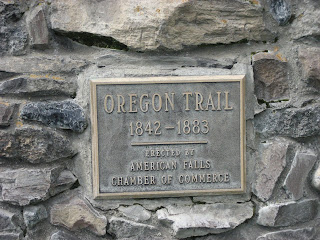 OREGON TRAIL
1842-1883
ERECTED BY
AMERICAN FALLS
CHAMBER OF COMMERCE